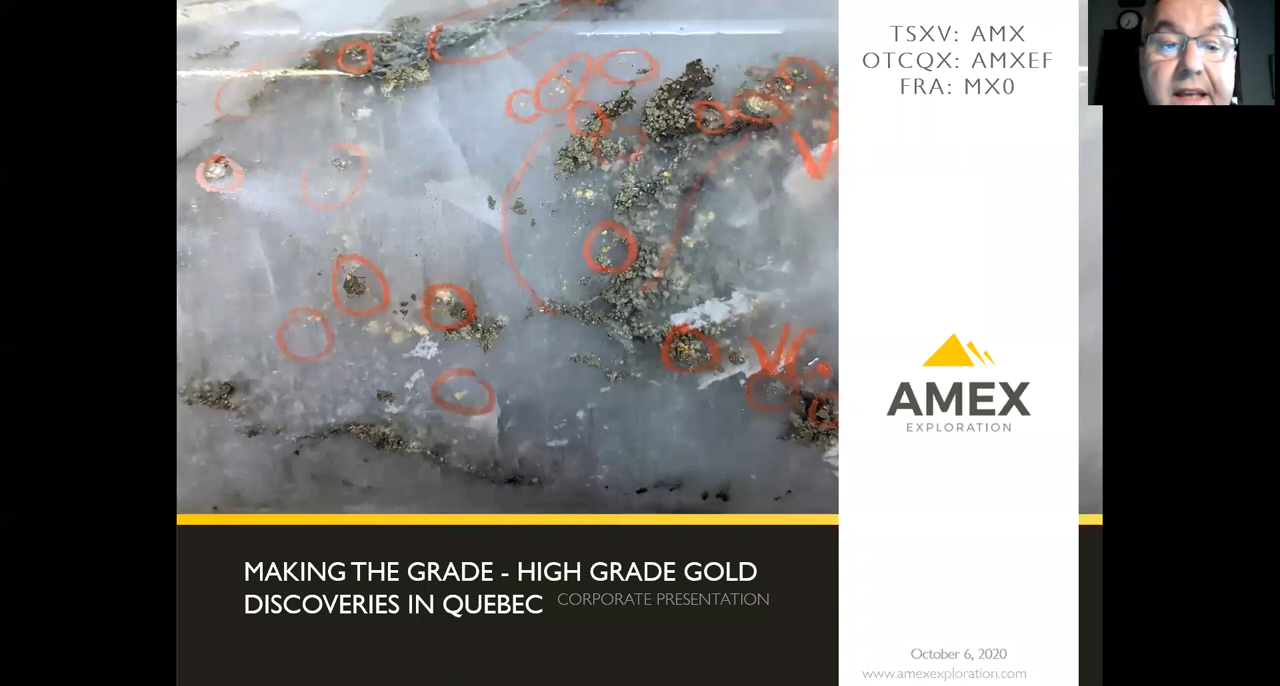 TSXV: AMX
OTCQX: AMXEF
FRA: MX0
AMEX
EXPLORATION
MAKING THE GRADE - HIGH GRADE GOLD
DISCOVERIES IN QUEBEC CORPORATE PRESENTATION
October 6, 2020
www.amexexploration.com